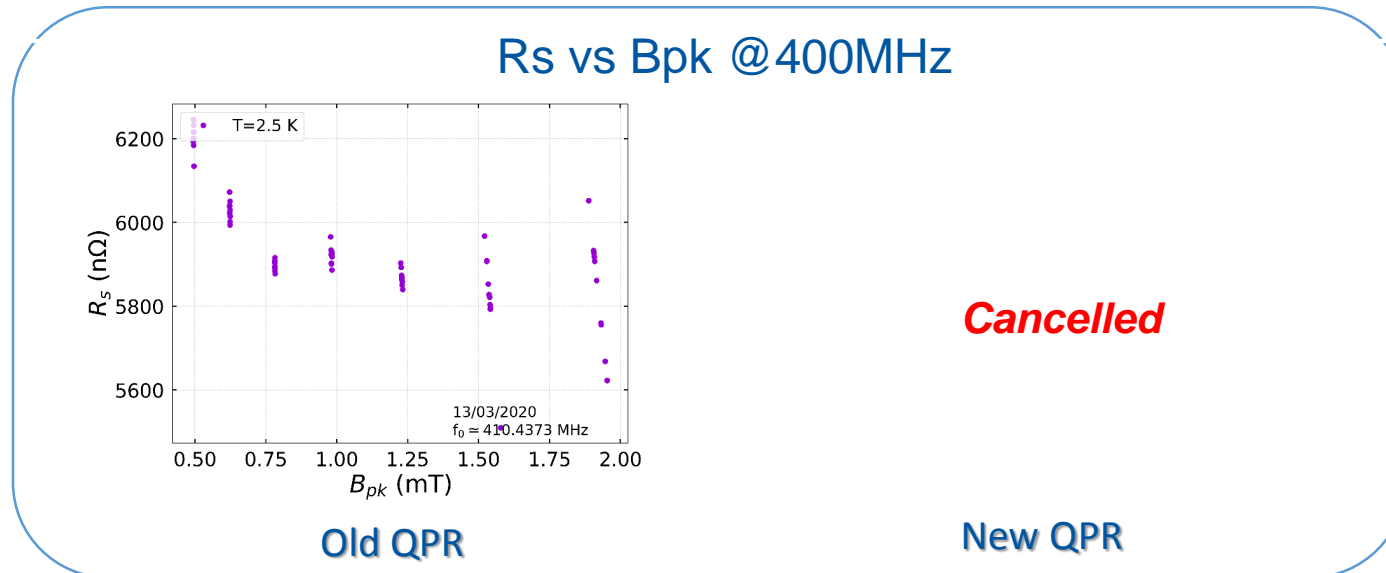 Rs vs Bpk @400MHz
T=2.5 K
6200
6000
5800
5600
Rs (nΩ)
13/03/2020
f0 ≃ 410.4373 MHz
0.50 0.75 1.00 1.25 1.50 1.75 2.00
Bpk (mT)
Old QPR
Cancelled
New QPR